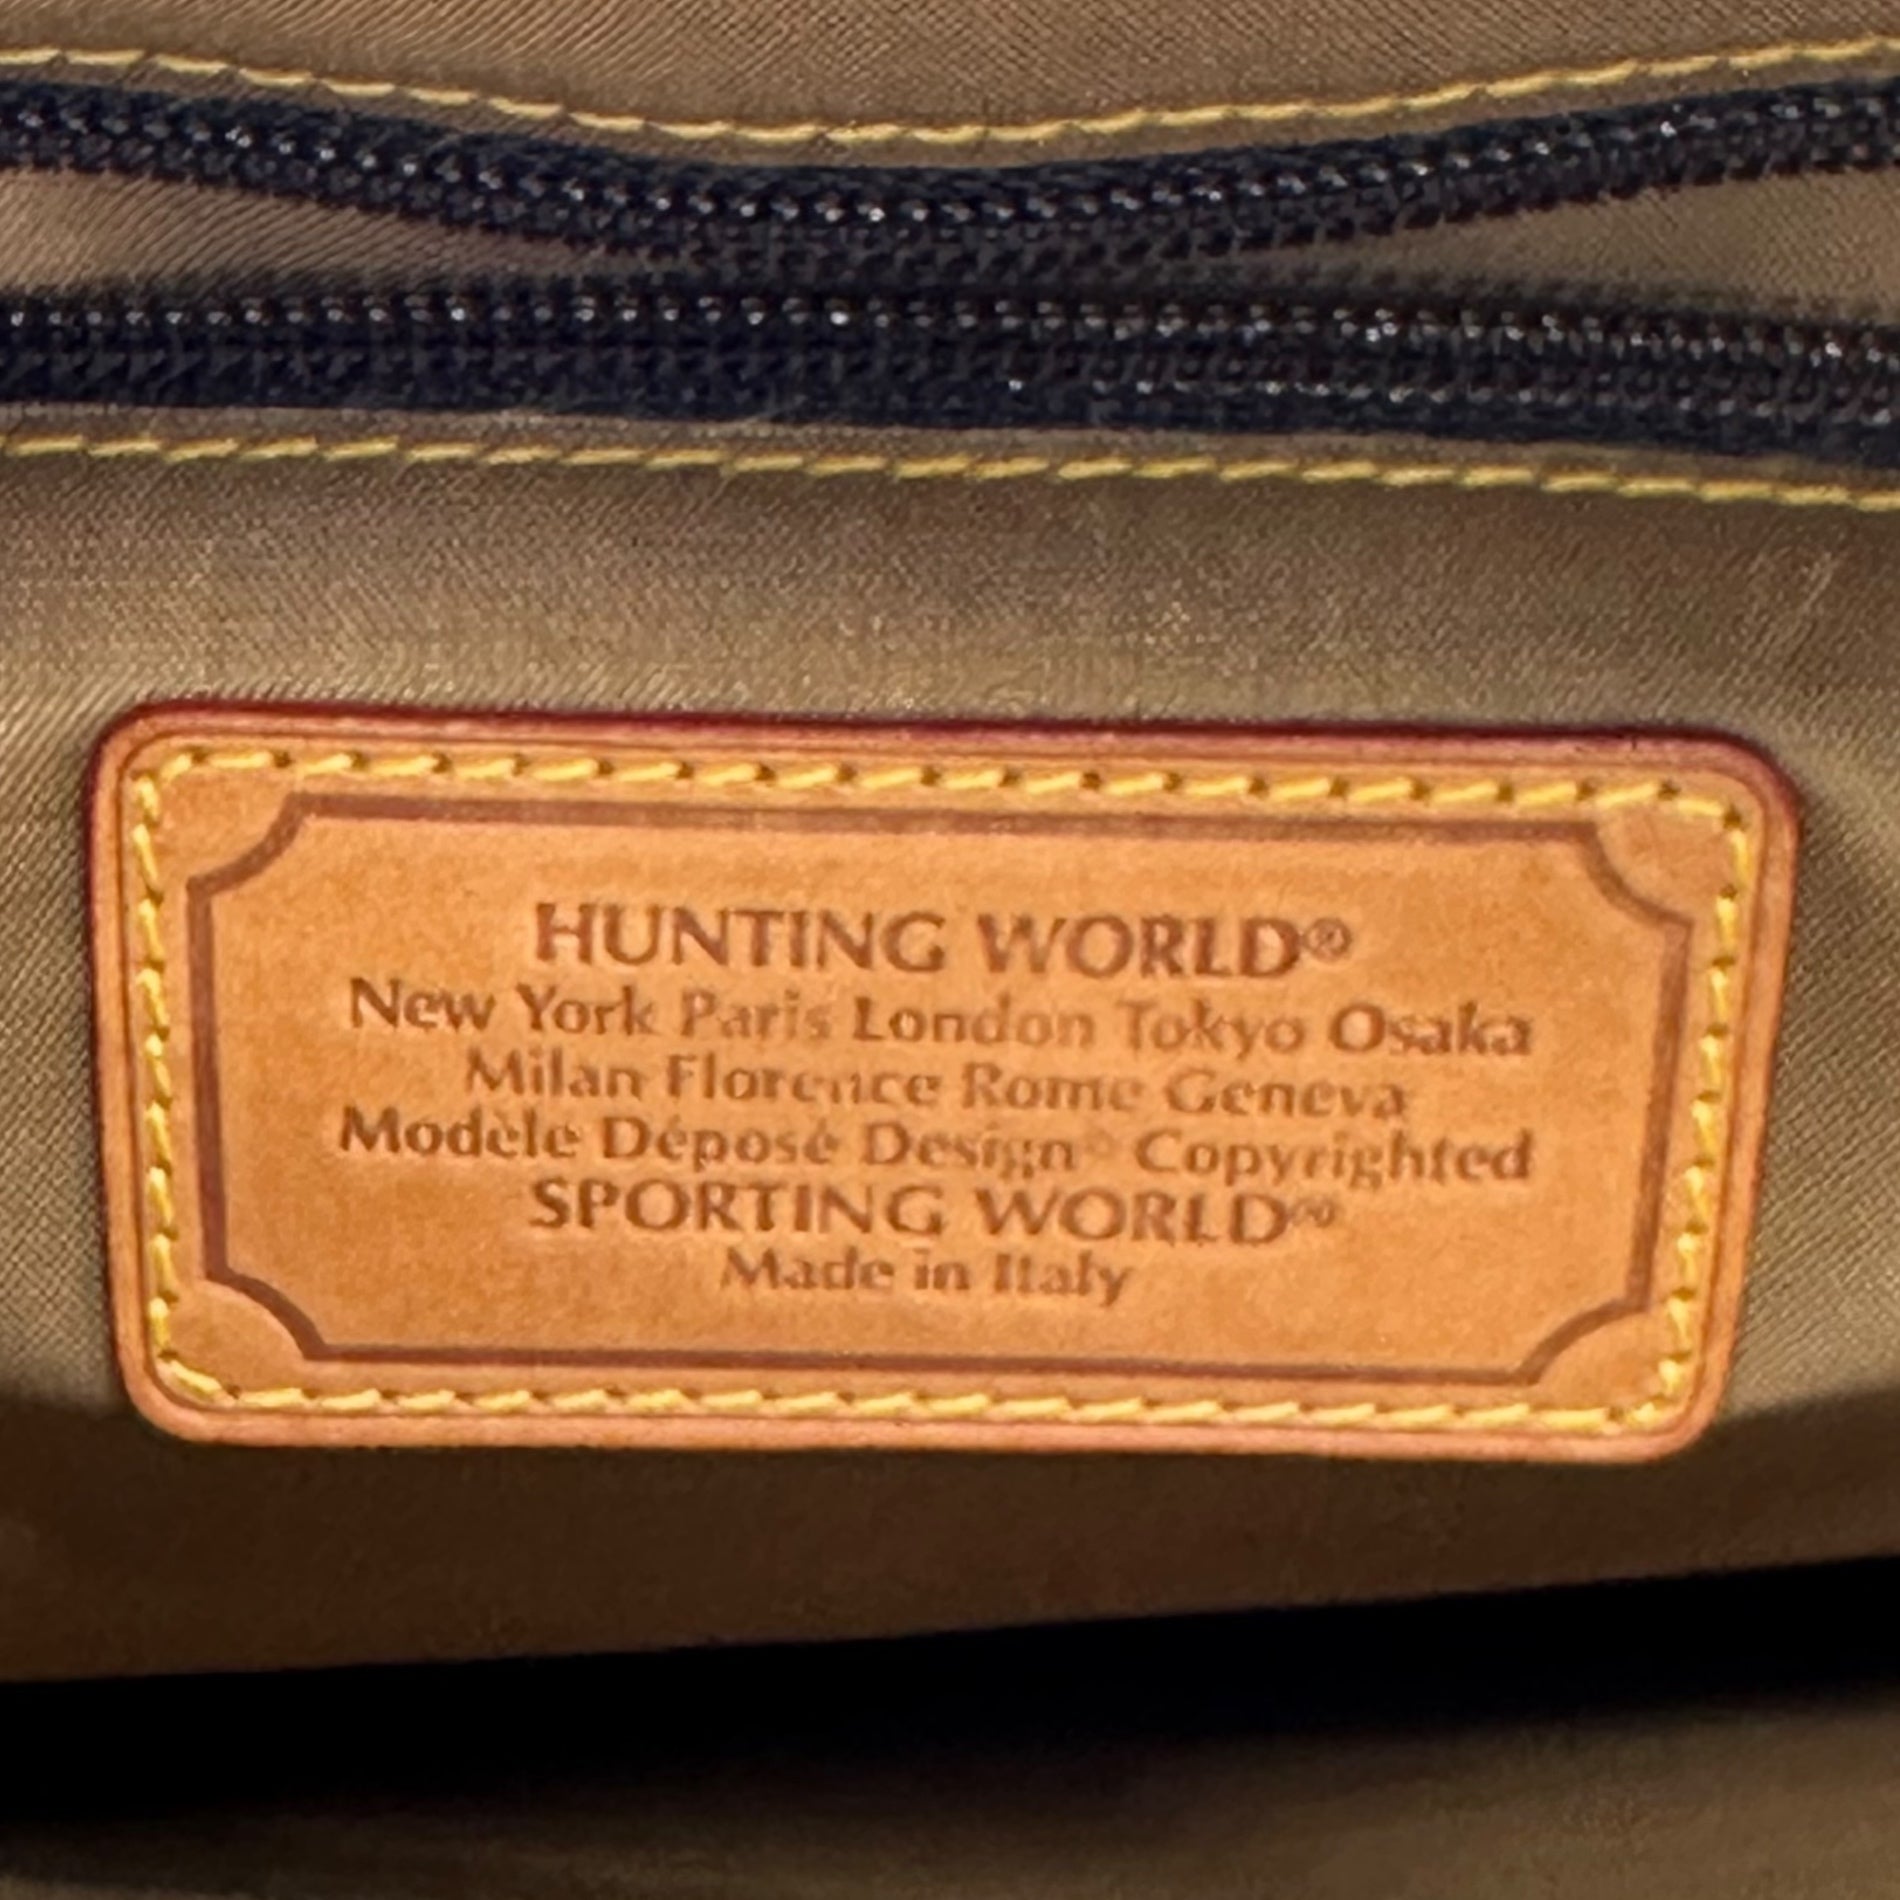 HUNTING WORLD®
New York Paris London Tokyo Osaka
Milan Florence Rome Geneva
Modèle Déposé Design® Copyrighted
SPORTING WORLD®
Made in Italy